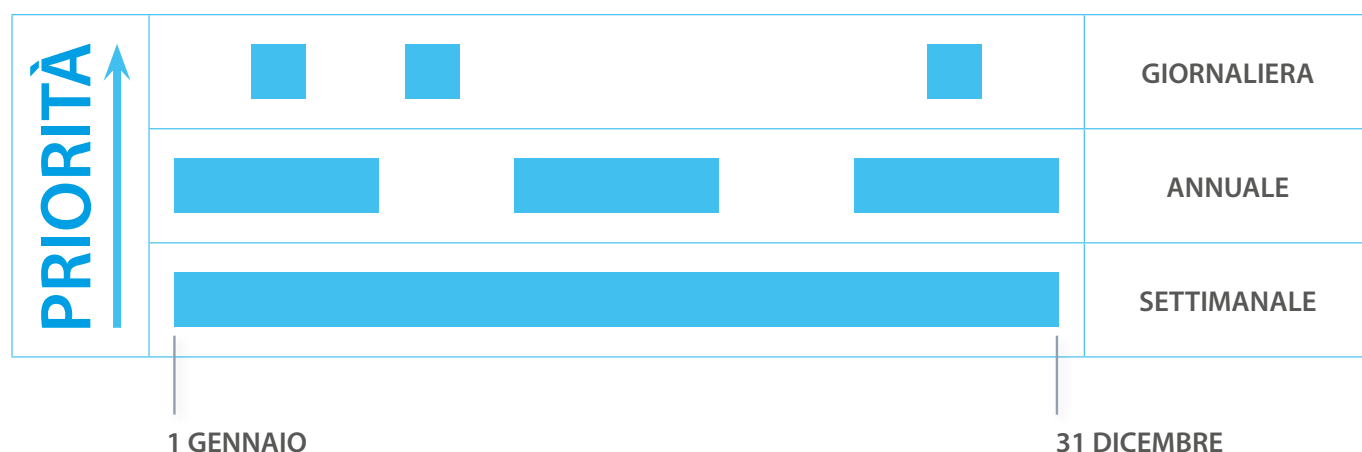 PRIORITÀ
GIORNALIERA
ANNUALE
SETTIMANALE
1 GENNAIO
31 DICEMBRE